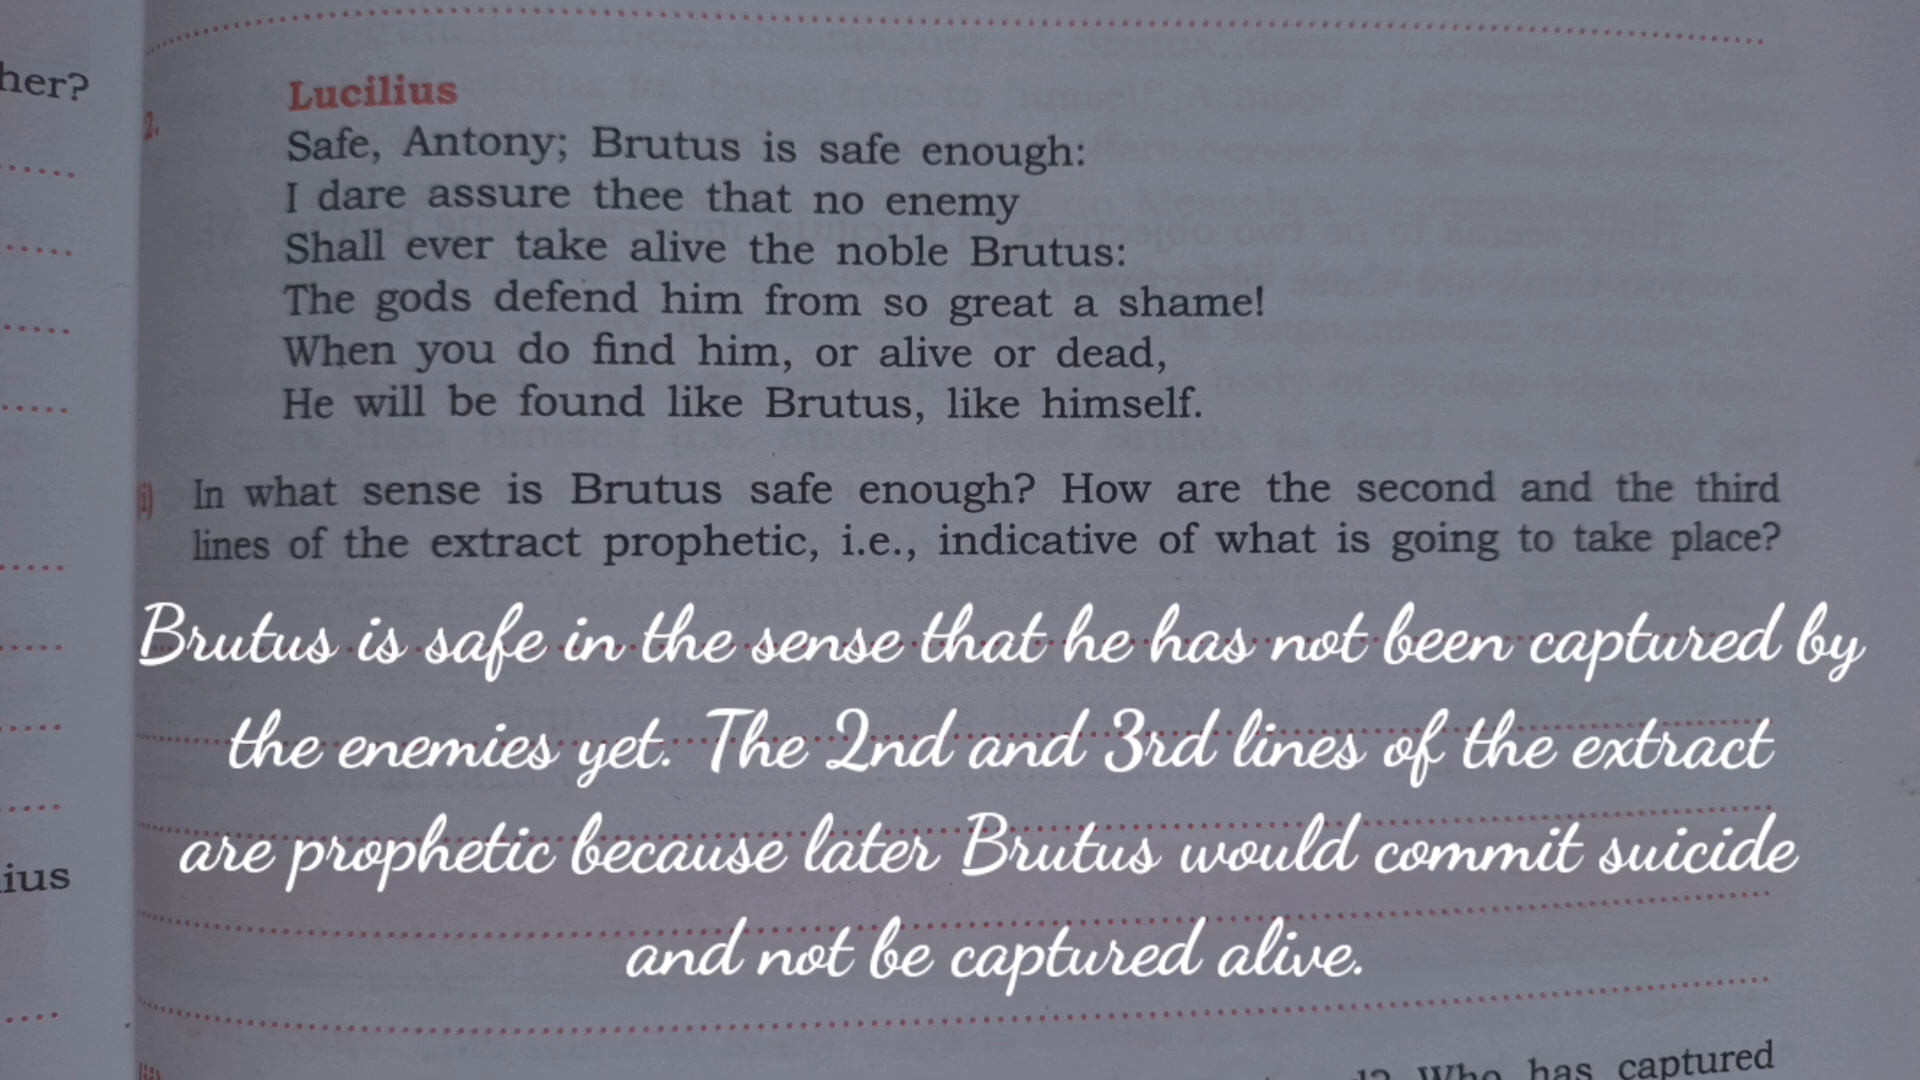 her?
Lucilius
2.
Safe, Antony; Brutus is safe enough:
I dare assure thee that no enemy
Shall ever take alive the noble Brutus:
The gods defend him from so great a shame!
When you do find him, or alive or dead,
He will be found like Brutus, like himself.
(i) In what sense is Brutus safe enough? How are the second and the third
lines of the extract prophetic, i.e., indicative of what is going to take place?
Brutus is safe in the sense that he has not been captured by
the enemies yet. The 2nd and 3rd lines of the extract
are prophetic because later Brutus would commit suicide
and not be captured alive.
ius
Who has captured